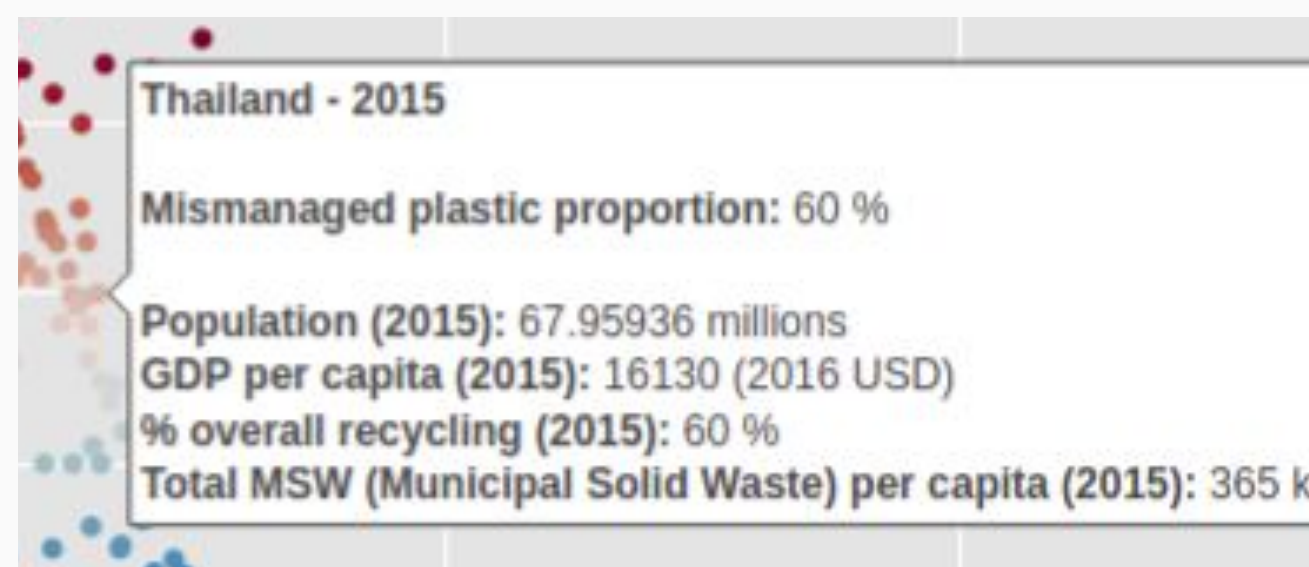 Thailand - 2015
Mismanaged plastic proportion: 60 %
Population (2015): 67.95936 millions
GDP per capita (2015): 16130 (2016 USD)
% overall recycling (2015): 60 %
Total MSW (Municipal Solid Waste) per capita (2015): 365 k